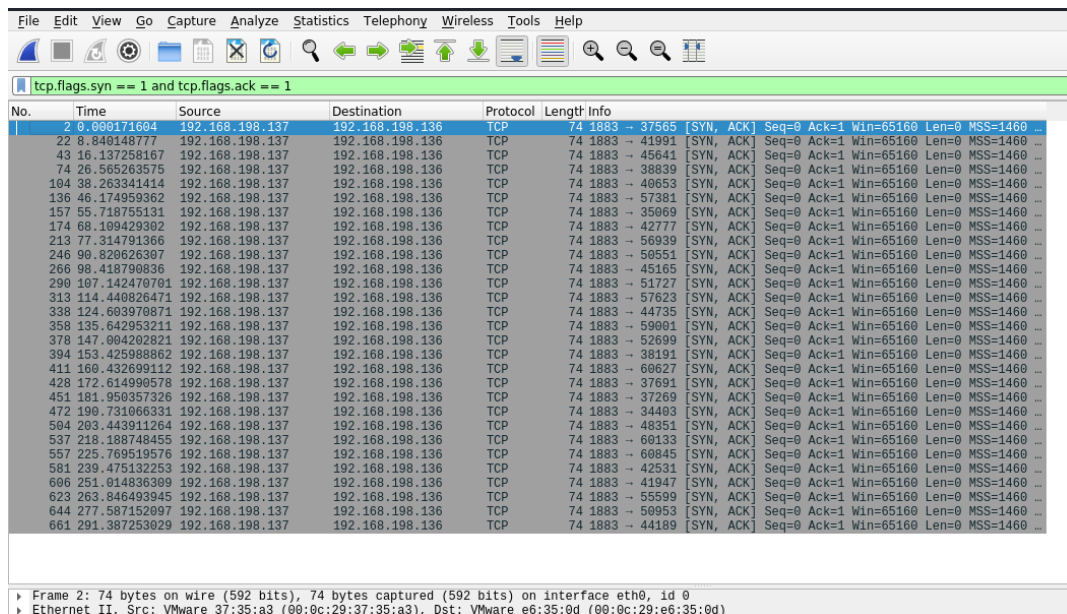 File Edit View Go Capture Analyze Statistics Telephony Wireless Tools Help
tcp.flags.syn == 1 and tcp.flags.ack == 1
No. Time Source Destination Protocol Length Info
2 0.000171604 192.168.198.137 192.168.198.136 TCP 74 1883 → 37565 [SYN, ACK] Seq=0 Ack=1 Win=65160 Len=0 MSS=1460 …
22 8.840148777 192.168.198.137 192.168.198.136 TCP 74 1883 → 41991 [SYN, ACK] Seq=0 Ack=1 Win=65160 Len=0 MSS=1460 …
43 16.137258167 192.168.198.137 192.168.198.136 TCP 74 1883 → 45641 [SYN, ACK] Seq=0 Ack=1 Win=65160 Len=0 MSS=1460 …
74 26.565263575 192.168.198.137 192.168.198.136 TCP 74 1883 → 38839 [SYN, ACK] Seq=0 Ack=1 Win=65160 Len=0 MSS=1460 …
104 38.263341414 192.168.198.137 192.168.198.136 TCP 74 1883 → 40653 [SYN, ACK] Seq=0 Ack=1 Win=65160 Len=0 MSS=1460 …
136 46.174959362 192.168.198.137 192.168.198.136 TCP 74 1883 → 57381 [SYN, ACK] Seq=0 Ack=1 Win=65160 Len=0 MSS=1460 …
157 55.718755131 192.168.198.137 192.168.198.136 TCP 74 1883 → 35069 [SYN, ACK] Seq=0 Ack=1 Win=65160 Len=0 MSS=1460 …
174 68.109429302 192.168.198.137 192.168.198.136 TCP 74 1883 → 42777 [SYN, ACK] Seq=0 Ack=1 Win=65160 Len=0 MSS=1460 …
213 77.314791366 192.168.198.137 192.168.198.136 TCP 74 1883 → 56939 [SYN, ACK] Seq=0 Ack=1 Win=65160 Len=0 MSS=1460 …
246 90.820626307 192.168.198.137 192.168.198.136 TCP 74 1883 → 50551 [SYN, ACK] Seq=0 Ack=1 Win=65160 Len=0 MSS=1460 …
266 98.418790836 192.168.198.137 192.168.198.136 TCP 74 1883 → 45165 [SYN, ACK] Seq=0 Ack=1 Win=65160 Len=0 MSS=1460 …
290 107.142470701 192.168.198.137 192.168.198.136 TCP 74 1883 → 51727 [SYN, ACK] Seq=0 Ack=1 Win=65160 Len=0 MSS=1460 …
313 114.440826471 192.168.198.137 192.168.198.136 TCP 74 1883 → 57623 [SYN, ACK] Seq=0 Ack=1 Win=65160 Len=0 MSS=1460 …
338 124.603970871 192.168.198.137 192.168.198.136 TCP 74 1883 → 44735 [SYN, ACK] Seq=0 Ack=1 Win=65160 Len=0 MSS=1460 …
358 135.642953211 192.168.198.137 192.168.198.136 TCP 74 1883 → 59001 [SYN, ACK] Seq=0 Ack=1 Win=65160 Len=0 MSS=1460 …
378 147.004202821 192.168.198.137 192.168.198.136 TCP 74 1883 → 52699 [SYN, ACK] Seq=0 Ack=1 Win=65160 Len=0 MSS=1460 …
394 153.425988862 192.168.198.137 192.168.198.136 TCP 74 1883 → 38191 [SYN, ACK] Seq=0 Ack=1 Win=65160 Len=0 MSS=1460 …
411 160.432699112 192.168.198.137 192.168.198.136 TCP 74 1883 → 60627 [SYN, ACK] Seq=0 Ack=1 Win=65160 Len=0 MSS=1460 …
428 172.614990578 192.168.198.137 192.168.198.136 TCP 74 1883 → 37691 [SYN, ACK] Seq=0 Ack=1 Win=65160 Len=0 MSS=1460 …
451 181.950357326 192.168.198.137 192.168.198.136 TCP 74 1883 → 37269 [SYN, ACK] Seq=0 Ack=1 Win=65160 Len=0 MSS=1460 …
472 190.731066331 192.168.198.137 192.168.198.136 TCP 74 1883 → 34403 [SYN, ACK] Seq=0 Ack=1 Win=65160 Len=0 MSS=1460 …
504 203.443911264 192.168.198.137 192.168.198.136 TCP 74 1883 → 48351 [SYN, ACK] Seq=0 Ack=1 Win=65160 Len=0 MSS=1460 …
537 218.188748455 192.168.198.137 192.168.198.136 TCP 74 1883 → 60133 [SYN, ACK] Seq=0 Ack=1 Win=65160 Len=0 MSS=1460 …
557 225.769519576 192.168.198.137 192.168.198.136 TCP 74 1883 → 60845 [SYN, ACK] Seq=0 Ack=1 Win=65160 Len=0 MSS=1460 …
581 239.475132253 192.168.198.137 192.168.198.136 TCP 74 1883 → 42531 [SYN, ACK] Seq=0 Ack=1 Win=65160 Len=0 MSS=1460 …
606 251.014836309 192.168.198.137 192.168.198.136 TCP 74 1883 → 41947 [SYN, ACK] Seq=0 Ack=1 Win=65160 Len=0 MSS=1460 …
623 263.846493945 192.168.198.137 192.168.198.136 TCP 74 1883 → 55599 [SYN, ACK] Seq=0 Ack=1 Win=65160 Len=0 MSS=1460 …
644 277.587152097 192.168.198.137 192.168.198.136 TCP 74 1883 → 50953 [SYN, ACK] Seq=0 Ack=1 Win=65160 Len=0 MSS=1460 …
661 291.387253029 192.168.198.137 192.168.198.136 TCP 74 1883 → 44189 [SYN, ACK] Seq=0 Ack=1 Win=65160 Len=0 MSS=1460 …
Frame 2: 74 bytes on wire (592 bits), 74 bytes captured (592 bits) on interface eth0, id 0
Ethernet II, Src: VMware 37:35:a3 (00:0c:29:37:35:a3), Dst: VMware e6:35:0d (00:0c:29:e6:35:0d)